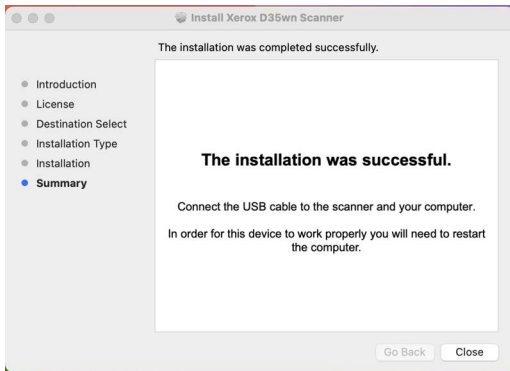 Install Xerox D35wn Scanner
The installation was completed successfully.
Introduction
License
Destination Select
Installation Type
Installation
Summary
The installation was successful.
Connect the USB cable to the scanner and your computer.
In order for this device to work properly you will need to restart
the computer.
Go Back
Close